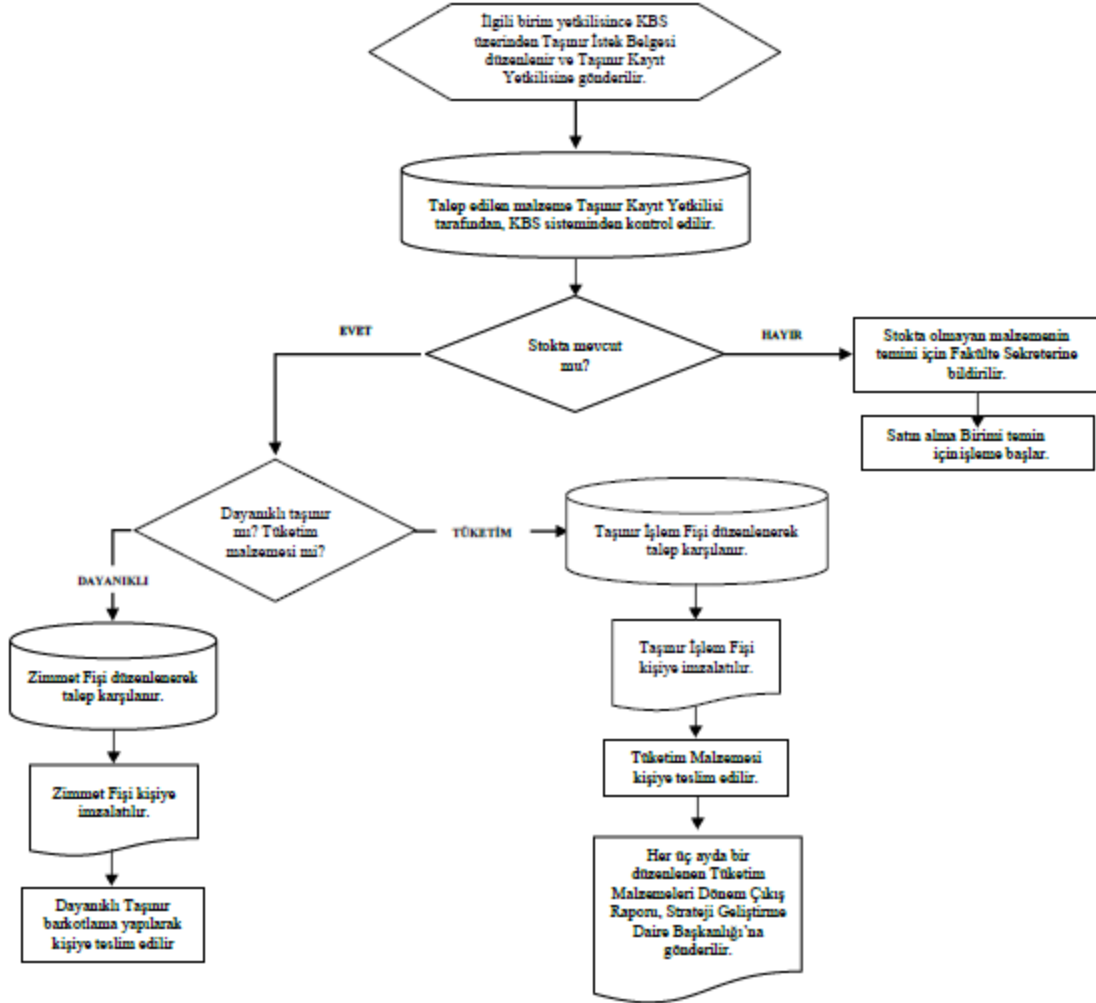 İlgili birim yetkilisince KBS
üzerinden Taşınır İstek Belgesi
düzenlenir ve Taşınır Kayıt
Yetkilisine gönderilir.
Talep edilen malzeme Taşınır Kayıt Yetkilisi
tarafından, KBS sisteminden kontrol edilir.
Stokta mevcut
mu?
EVET
HAYIR
Stokta olmayan malzemenin
temini için Fakülte Sekreterine
bildirilir.
Satın alma Birimi temin
için işleme başlar.
Dayanıklı taşınır
mı? Tüketim
malzemesi mi?
TÜKETİM
DAYANIKLI
Taşınır İşlem Fişi düzenlenerek
talep karşılanır.
Taşınır İşlem Fişi
kişiye imzalatılır.
Tüketim Malzemesi
kişiye teslim edilir.
Her üç ayda bir
düzenlenen Tüketim
Malzemeleri Dönem Çıkış
Raporu, Strateji Geliştirme
Daire Başkanlığı'na
gönderilir.
Zimmet Fişi düzenlenerek
talep karşılanır.
Zimmet Fişi kişiye
imzalatılır.
Dayanıklı Taşınır
barkotlama yapılarak
kişiye teslim edilir